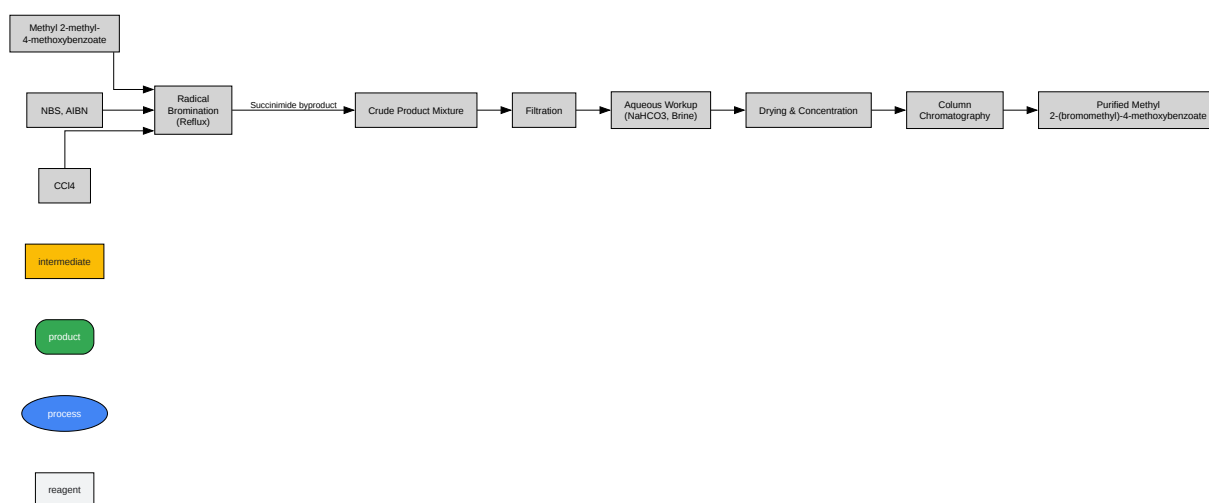 Methyl 2-methyl-
4-methoxybenzoate
NBS, AIBN
CCl4
Radical
Bromination
(Reflux)
Succinimide byproduct
Crude Product Mixture
Filtration
Aqueous Workup
(NaHCO3, Brine)
Drying & Concentration
Column
Chromatography
Purified Methyl
2-(bromomethyl)-4-methoxybenzoate
intermediate
product
process
reagent